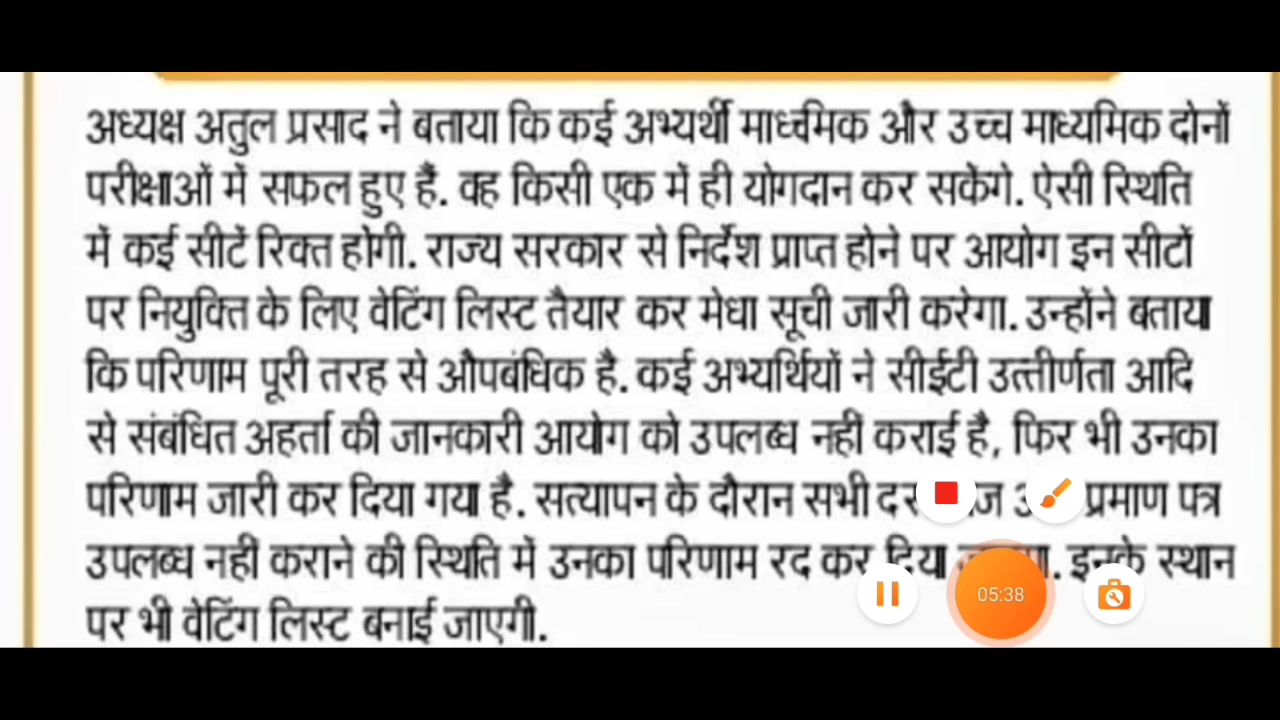 अध्यक्ष अतुल प्रसाद ने बताया कि कई अभ्यर्थी माध्यमिक और उच्च माध्यमिक दोनों
परीक्षाओं में सफल हुए हैं. वह किसी एक में ही योगदान कर सकेंगे. ऐसी स्थिति
में कई सीटें रिक्त होगी. राज्य सरकार से निर्देश प्राप्त होने पर आयोग इन सीटों
पर नियुक्ति के लिए वेटिंग लिस्ट तैयार कर मेधा सूची जारी करेगा. उन्होंने बताया
कि परिणाम पूरी तरह से औपबंधिक है. कई अभ्यर्थियों ने सीईटी उत्तीर्णता आदि
से संबंधित अहर्ता की जानकारी आयोग को उपलब्ध नहीं कराई है, फिर भी उनका
परिणाम जारी कर दिया गया है. सत्यापन के दौरान सभी प्रमाण पत्र
उपलब्ध नहीं कराने की स्थिति में उनका परिणाम रद कर दिया इनके स्थान
पर भी वेटिंग लिस्ट बनाई जाएगी.
05:38